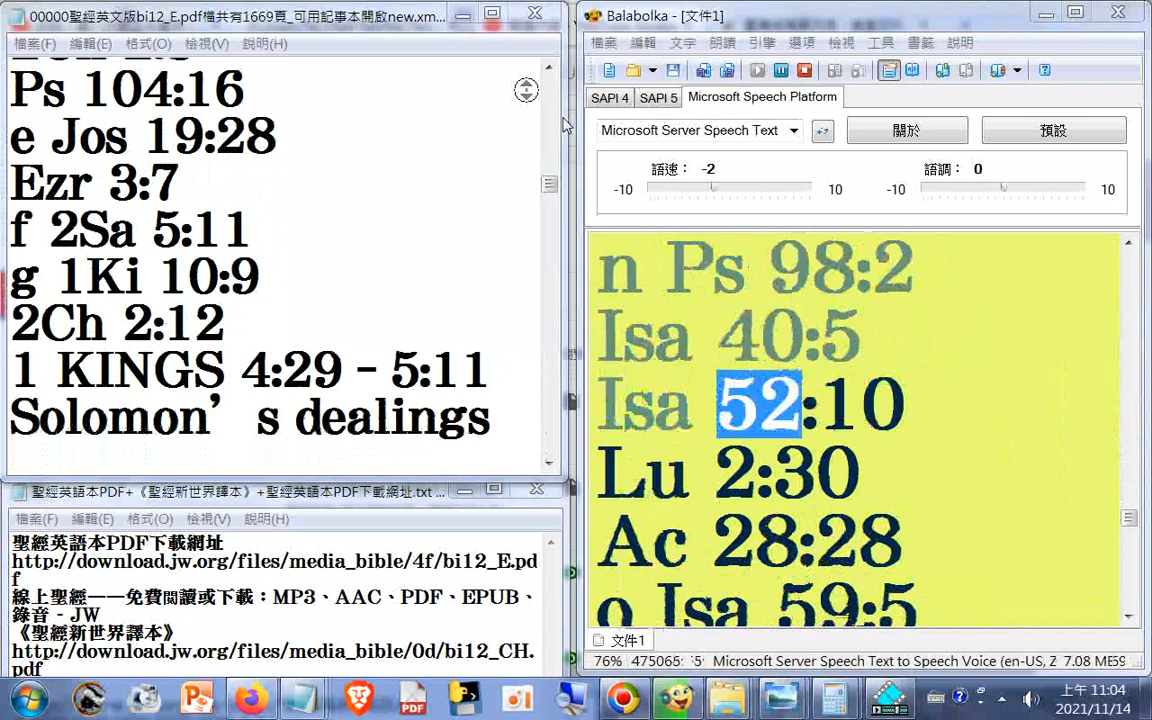 00000聖經英文版bi12_E.pdf檔共有1669頁_可用記事本開啟new.xm...
檔案(F) 編輯(E) 格式(O) 檢視(V) 說明(H)
Ps 104:16
e Jos 19:28
Ezr 3:7
f 2Sa 5:11
g 1Ki 10:9
2Ch 2:12
1 KINGS 4:29 - 5:11
Solomon’s dealings
聖經英語本PDF+《聖經新世界譯本》+聖經英語本PDF下載網址.txt ...
檔案(F) 編輯(E) 格式(O) 檢視(V) 說明(H)
聖經英語本PDF下載網址
http://download.jw.org/files/media_bible/4f/bi12_E.pd
f
線上聖經——免費閱讀或下載：MP3、AAC、PDF、EPUB、
錄音 - JW
《聖經新世界譯本》
http://download.jw.org/files/media_bible/0d/bi12_CH.
pdf
Balabolka - [文件1]
檔案 編輯 文字 朗讀 引擎 選項 檢視 工具 書籤 說明
SAPI 4 SAPI 5 Microsoft Speech Platform
Microsoft Server Speech Text 關於 預設
語速： -2 語調： 0
-10 10 -10 10
n Ps 98:2
Isa 40:5
Isa 52:10
Lu 2:30
Ac 28:28
o Isa 59:5
文件1
76% 475065: Microsoft Server Speech Text to Speech Voice (en-US, Z 7.08 ME
PDF
上午 11:04
2021/11/14